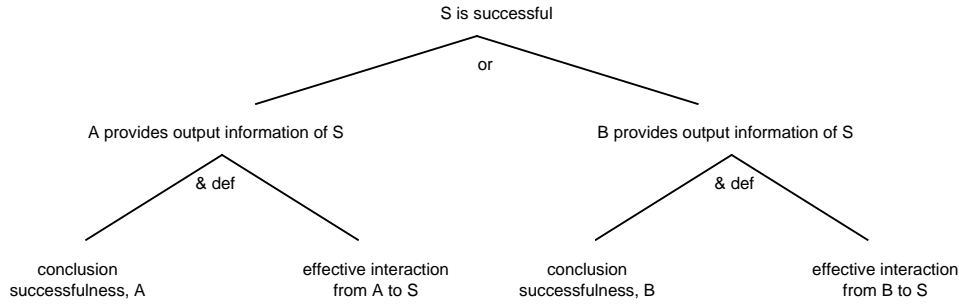 S is successful
or
A provides output information of S
B provides output information of S
& def
& def
conclusion
successfulness, A
effective interaction
from A to S
conclusion
successfulness, B
effective interaction
from B to S